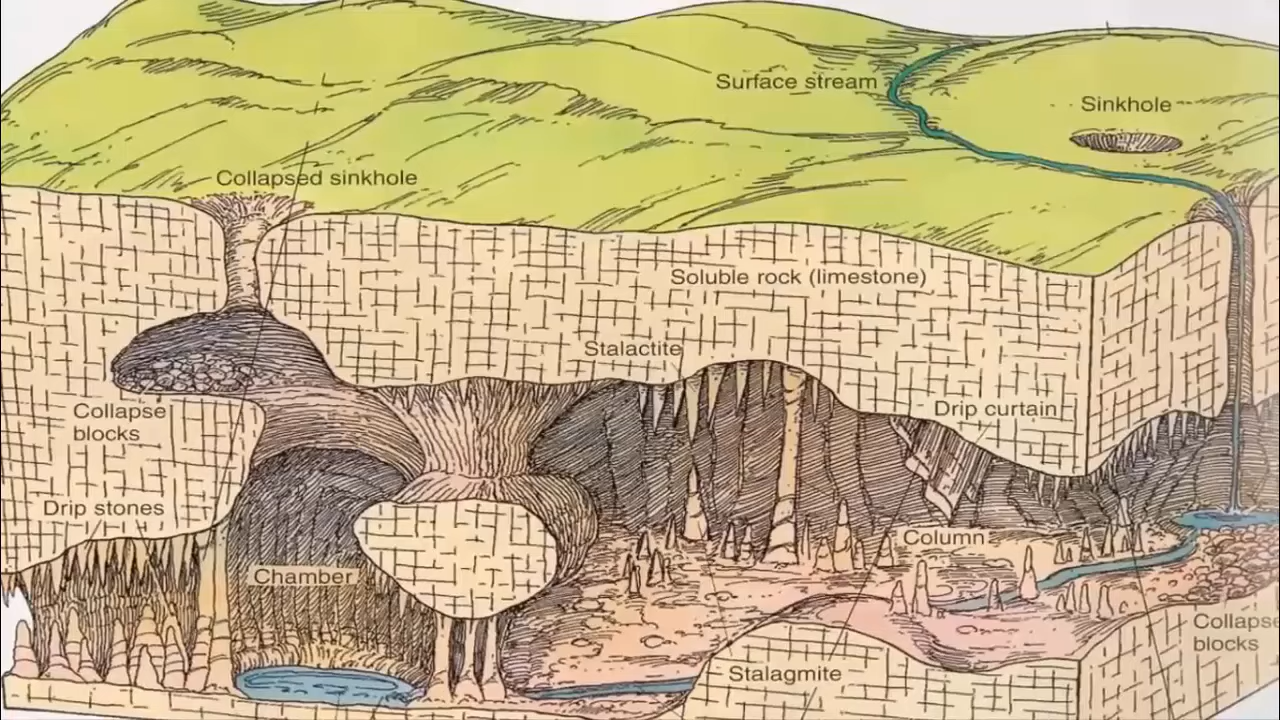 Surface stream
Sinkhole
Collapsed sinkhole
Soluble rock (limestone)
Stalactite
Collapse
blocks
Drip curtain
Drip stones
Column
Chamber
Collapse
blocks
Stalagmite